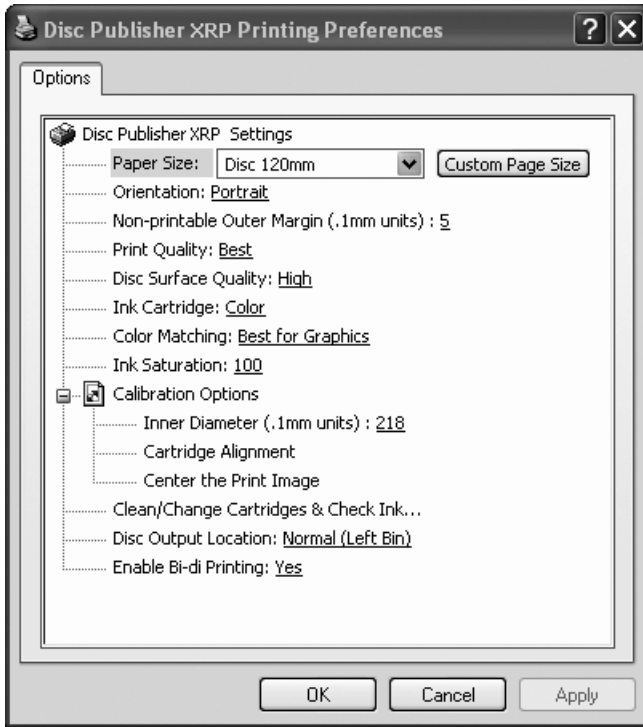 Disc Publisher XRP Printing Preferences
?
X
Options
Disc Publisher XRP Settings
Paper Size: Disc 120mm Custom Page Size
Orientation: Portrait
Non-printable Outer Margin (.1mm units) : 5
Print Quality: Best
Disc Surface Quality: High
Ink Cartridge: Color
Color Matching: Best for Graphics
Ink Saturation: 100
Calibration Options
Inner Diameter (.1mm units) : 218
Cartridge Alignment
Center the Print Image
Clean/Change Cartridges & Check Ink...
Disc Output Location: Normal (Left Bin)
Enable Bi-di Printing: Yes
OK Cancel Apply